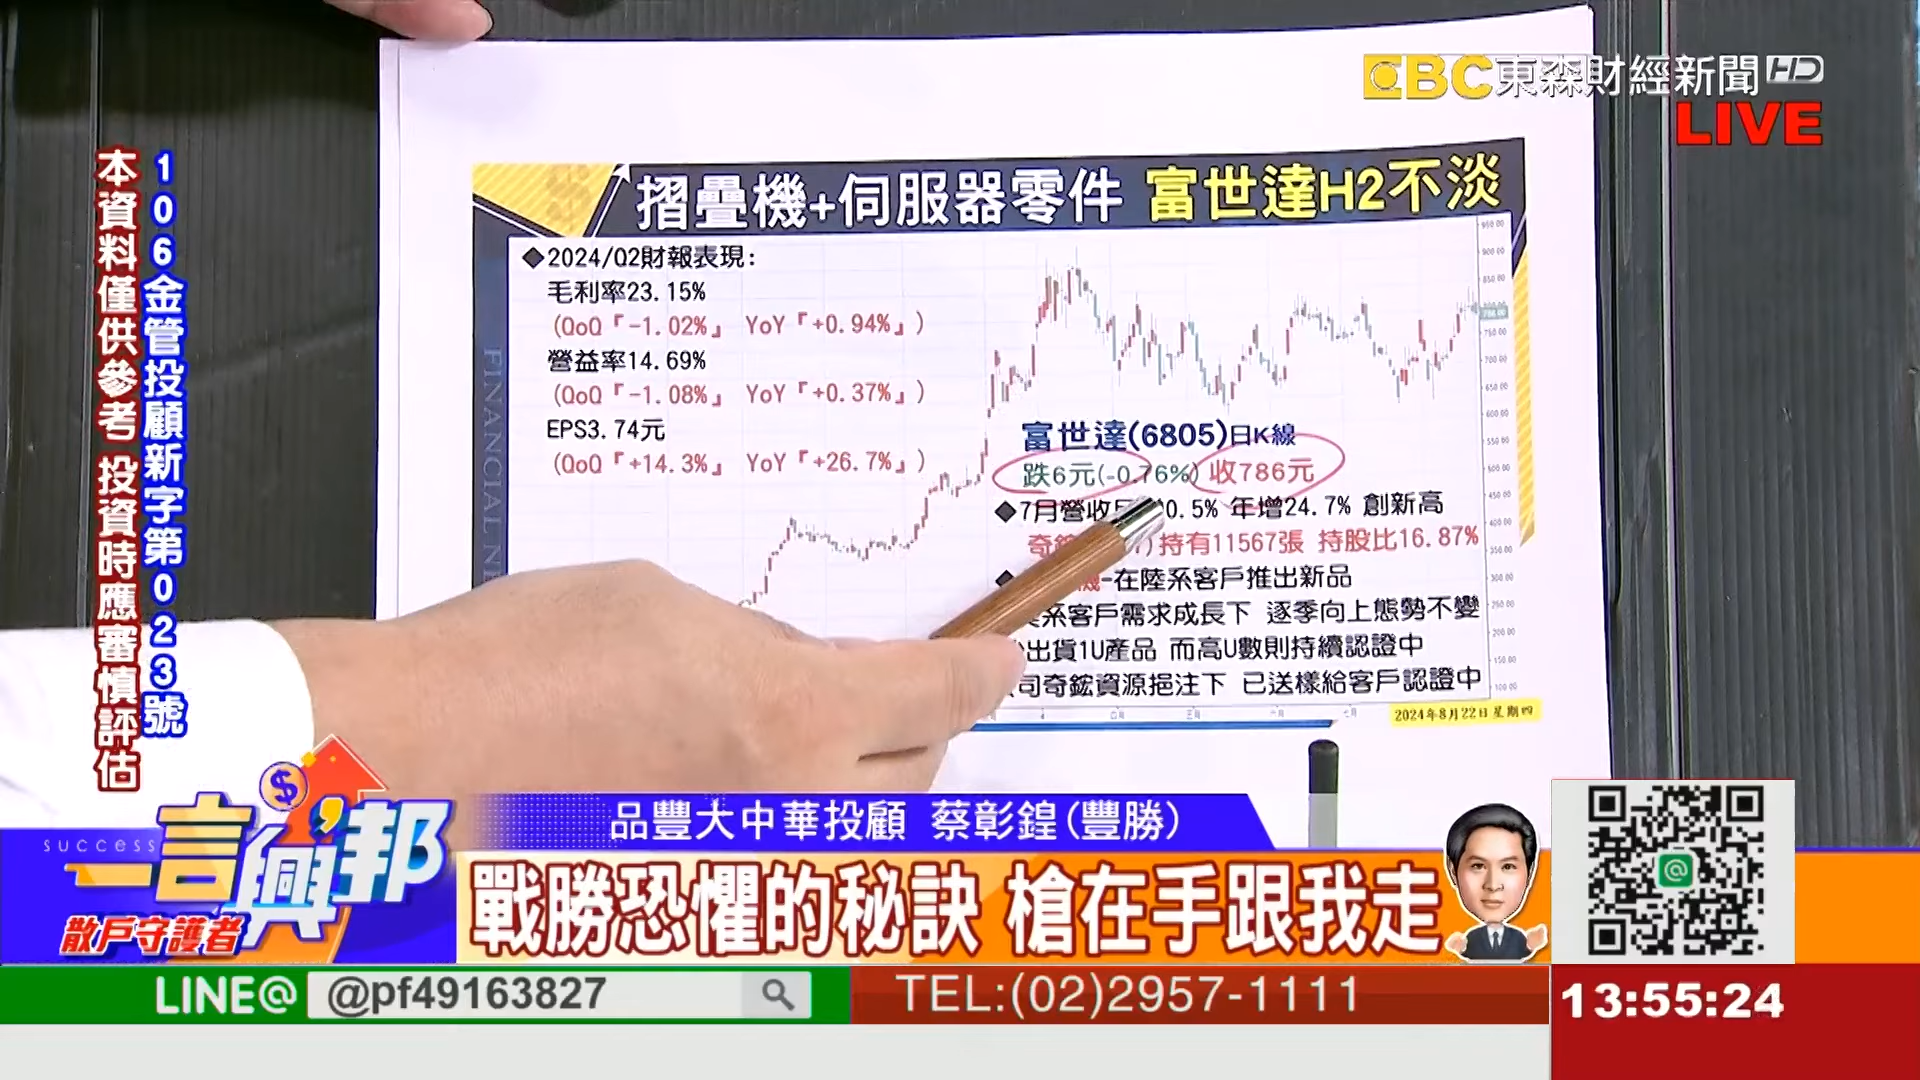 EBC東森財經新聞HD
LIVE
106金管投顧新字第023號
本資料僅供參考 投資時應審慎評估
摺疊機+伺服器零件 富世達H2不淡
◆2024/Q2財報表現:
毛利率23.15%
(QoQ『-1.02%』 YoY『+0.94%』)
營益率14.69%
(QoQ『-1.08%』 YoY『+0.37%』)
EPS3.74元
(QoQ『+14.3%』 YoY『+26.7%』)
富世達(6805)日K線
跌6元(-0.76%) 收786元
◆7月營收 0.5% 年增24.7% 創新高
奇 )持有11567張 持股比16.87%
-在陸系客戶推出新品
系客戶需求成長下 逐季向上態勢不變
出貨1U產品 而高U數則持續認證中
司奇鋐資源挹注下 已送樣給客戶認證中
2024年8月22日星期四
FINANCIAL NE
success
一言興邦
散戶守護者
品豐大中華投顧 蔡彰鍠(豐勝)
戰勝恐懼的秘訣 槍在手跟我走
LINE@ @pf49163827
TEL:(02)2957-1111
13:55:24